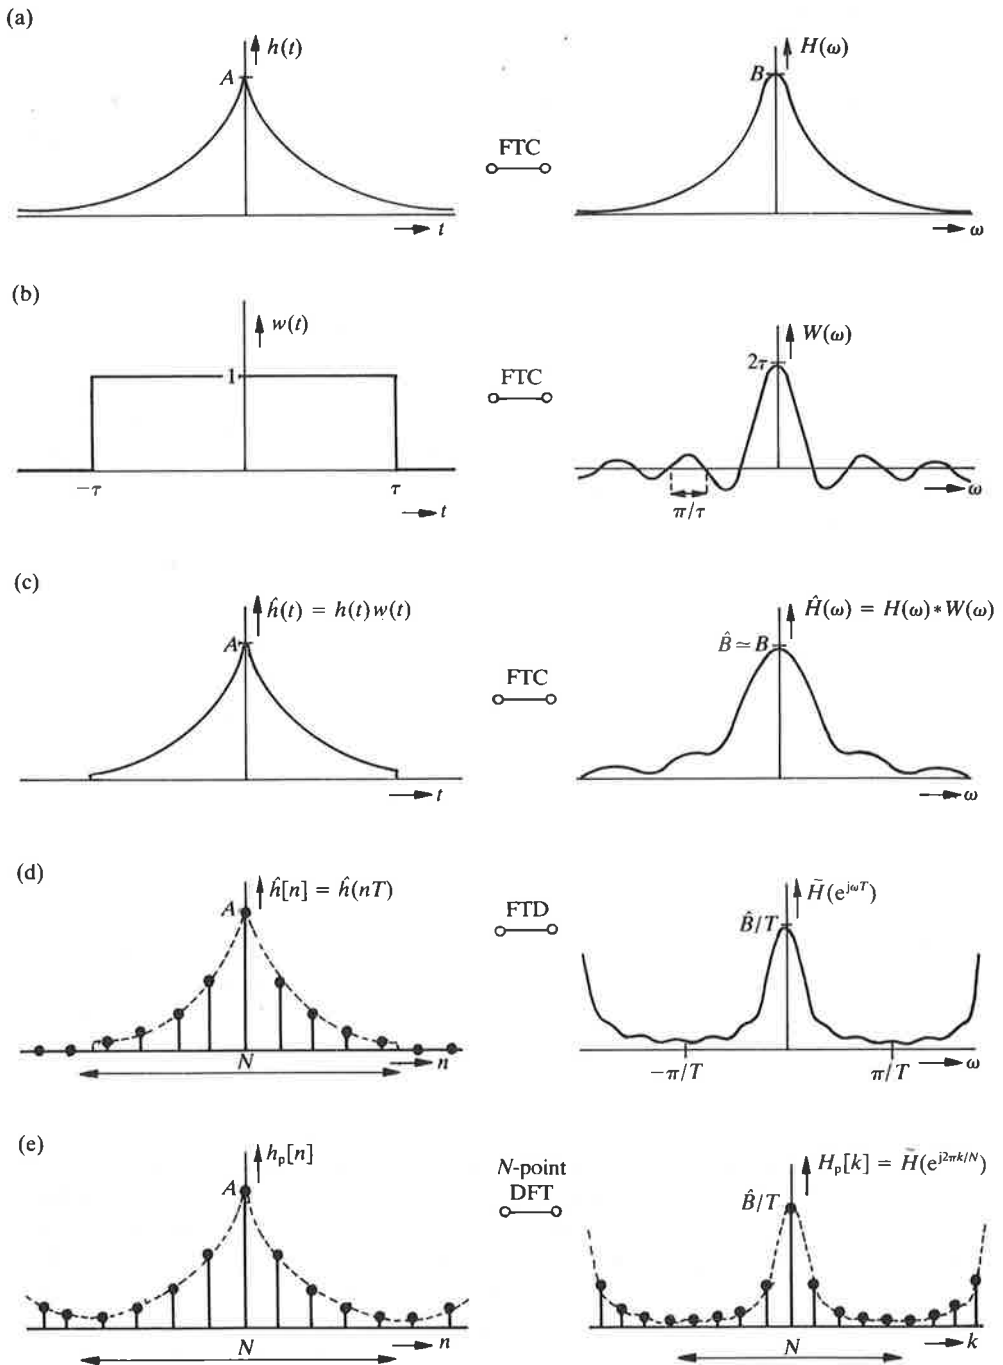 (a)
h(t)
A
t
FTC
H(ω)
B
ω
(b)
w(t)
1
−τ
τ
t
FTC
W(ω)
2τ
π/τ
ω
(c)
ĥ(t) = h(t)w(t)
A
t
FTC
Ĥ(ω) = H(ω)*W(ω)
B̂ ≃ B
ω
(d)
ĥ[n] = ĥ(nT)
A
N
n
FTD
H̃(e^{jωT})
B̂/T
−π/T
π/T
ω
(e)
h_p[n]
A
N
n
N-point
DFT
H_p[k] = H̃(e^{j2πk/N})
B̂/T
N
k